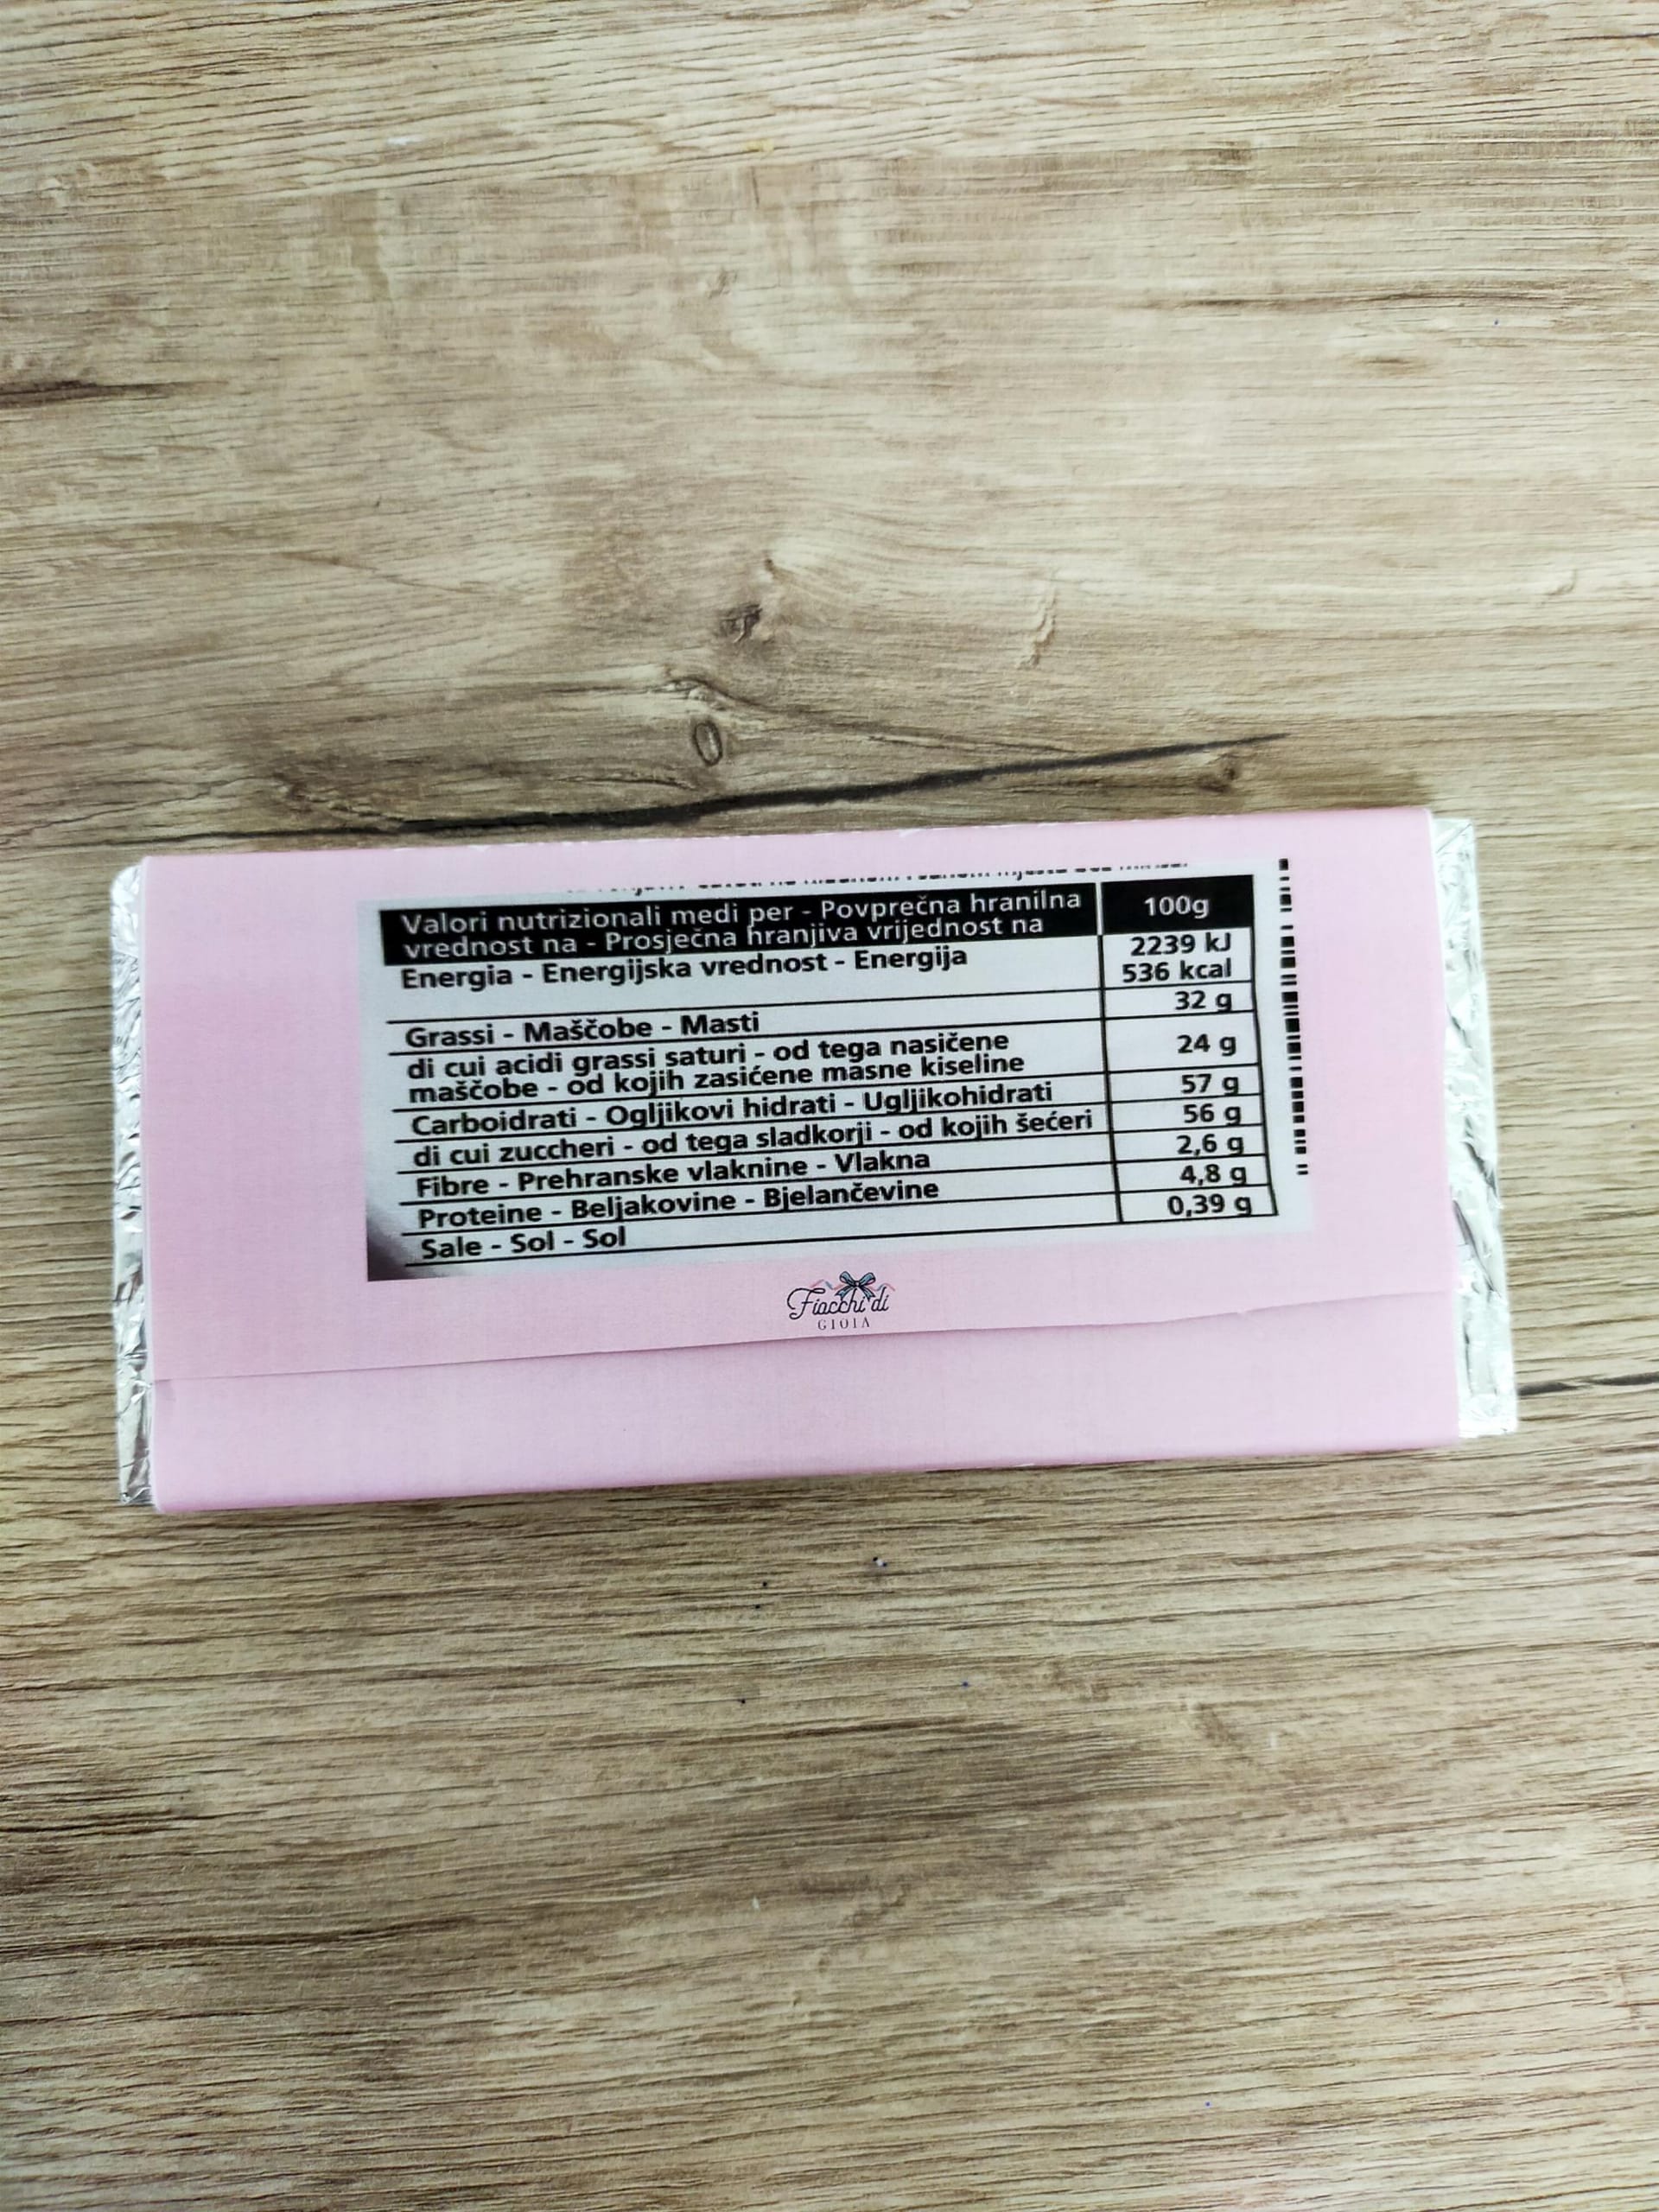 Valori nutrizionali medi per - Povprečna hranilna
vrednost na - Prosječna hranjiva vrijednost na
100g
Energia - Energijska vrednost - Energija
2239 kJ
536 kcal
Grassi - Maščobe - Masti
32 g
di cui acidi grassi saturi - od tega nasičene
maščobe - od kojih zasićene masne kiseline
24 g
Carboidrati - Ogljikovi hidrati - Ugljikohidrati
57 g
di cui zuccheri - od tega sladkorji - od kojih šećeri
56 g
Fibre - Prehranske vlaknine - Vlakna
2,6 g
Proteine - Beljakovine - Bjelančevine
4,8 g
Sale - Sol - Sol
0,39 g
Fiocchi di
GIOIA